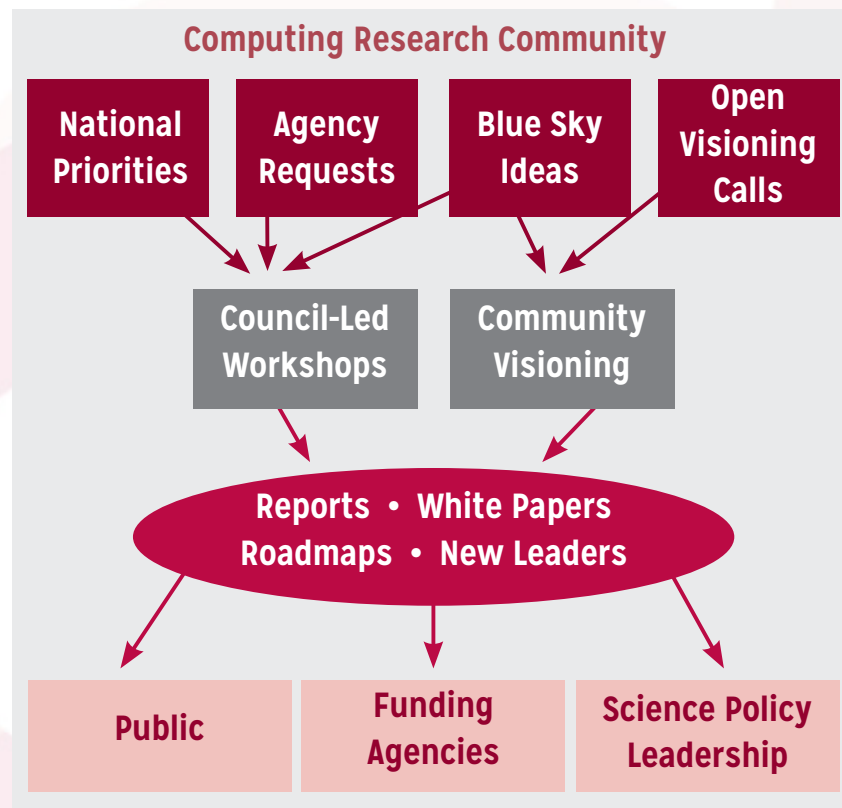 Computing Research Community
National
Priorities
Agency
Requests
Blue Sky
Ideas
Open
Visioning
Calls
Council-Led
Workshops
Community
Visioning
Reports • White Papers
Roadmaps • New Leaders
Public
Funding
Agencies
Science Policy
Leadership